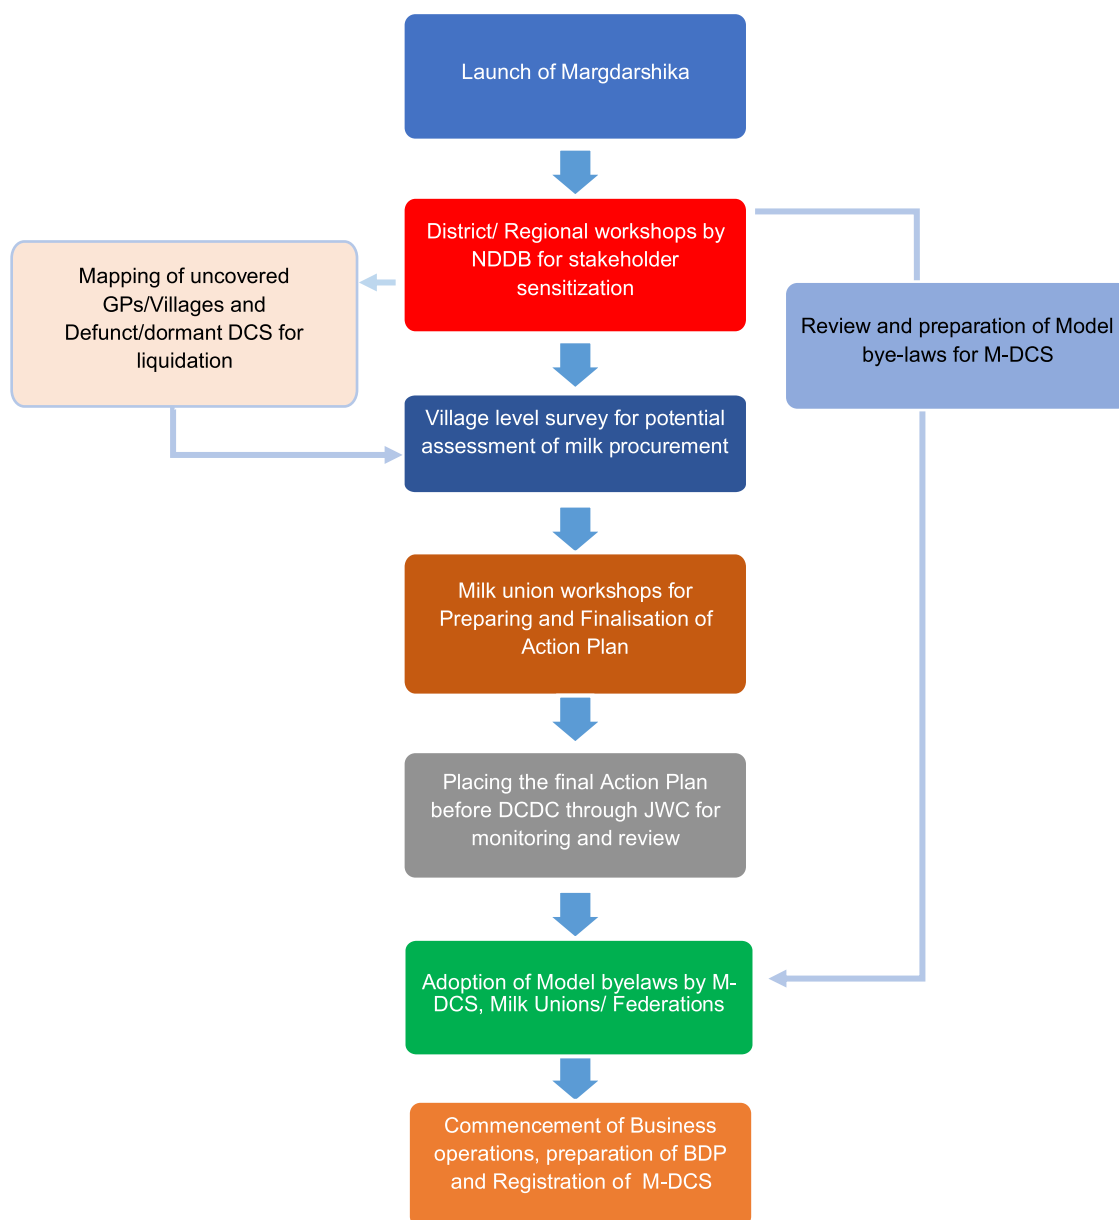 Launch of Margdarshika
District/ Regional workshops by
NDDB for stakeholder
sensitization
Mapping of uncovered
GPs/Villages and
Defunct/dormant DCS for
liquidation
Review and preparation of Model
bye-laws for M-DCS
Village level survey for potential
assessment of milk procurement
Milk union workshops for
Preparing and Finalisation of
Action Plan
Placing the final Action Plan
before DCDC through JWC for
monitoring and review
Adoption of Model byelaws by M-
DCS, Milk Unions/ Federations
Commencement of Business
operations, preparation of BDP
and Registration of M-DCS